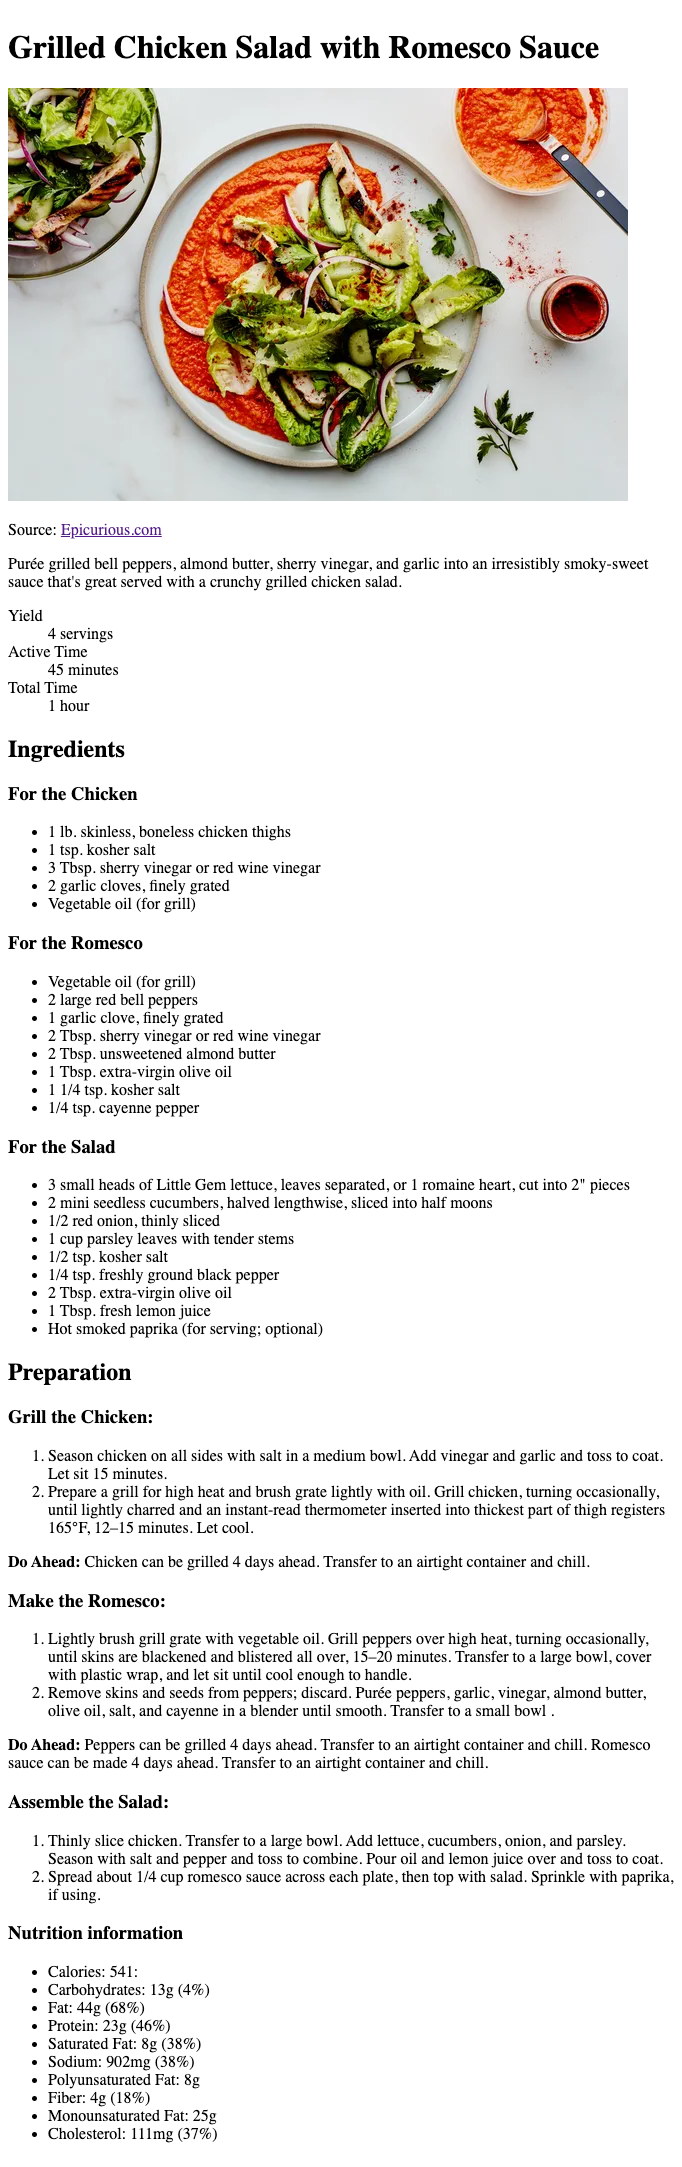 Grilled Chicken Salad with Romesco Sauce
Source: Epicurious.com
Purée grilled bell peppers, almond butter, sherry vinegar, and garlic into an irresistibly smoky-sweet
sauce that's great served with a crunchy grilled chicken salad.
Yield
4 servings
Active Time
45 minutes
Total Time
1 hour
Ingredients
For the Chicken
• 1 lb. skinless, boneless chicken thighs
• 1 tsp. kosher salt
• 3 Tbsp. sherry vinegar or red wine vinegar
• 2 garlic cloves, finely grated
• Vegetable oil (for grill)
For the Romesco
• Vegetable oil (for grill)
• 2 large red bell peppers
• 1 garlic clove, finely grated
• 2 Tbsp. sherry vinegar or red wine vinegar
• 2 Tbsp. unsweetened almond butter
• 1 Tbsp. extra-virgin olive oil
• 1 1/4 tsp. kosher salt
• 1/4 tsp. cayenne pepper
For the Salad
• 3 small heads of Little Gem lettuce, leaves separated, or 1 romaine heart, cut into 2" pieces
• 2 mini seedless cucumbers, halved lengthwise, sliced into half moons
• 1/2 red onion, thinly sliced
• 1 cup parsley leaves with tender stems
• 1/2 tsp. kosher salt
• 1/4 tsp. freshly ground black pepper
• 2 Tbsp. extra-virgin olive oil
• 1 Tbsp. fresh lemon juice
• Hot smoked paprika (for serving; optional)
Preparation
Grill the Chicken:
1. Season chicken on all sides with salt in a medium bowl. Add vinegar and garlic and toss to coat.
Let sit 15 minutes.
2. Prepare a grill for high heat and brush grate lightly with oil. Grill chicken, turning occasionally,
until lightly charred and an instant-read thermometer inserted into thickest part of thigh registers
165°F, 12–15 minutes. Let cool.
Do Ahead: Chicken can be grilled 4 days ahead. Transfer to an airtight container and chill.
Make the Romesco:
1. Lightly brush grill grate with vegetable oil. Grill peppers over high heat, turning occasionally,
until skins are blackened and blistered all over, 15–20 minutes. Transfer to a large bowl, cover
with plastic wrap, and let sit until cool enough to handle.
2. Remove skins and seeds from peppers; discard. Purée peppers, garlic, vinegar, almond butter,
olive oil, salt, and cayenne in a blender until smooth. Transfer to a small bowl .
Do Ahead: Peppers can be grilled 4 days ahead. Transfer to an airtight container and chill. Romesco
sauce can be made 4 days ahead. Transfer to an airtight container and chill.
Assemble the Salad:
1. Thinly slice chicken. Transfer to a large bowl. Add lettuce, cucumbers, onion, and parsley.
Season with salt and pepper and toss to combine. Pour oil and lemon juice over and toss to coat.
2. Spread about 1/4 cup romesco sauce across each plate, then top with salad. Sprinkle with paprika,
if using.
Nutrition information
• Calories: 541:
• Carbohydrates: 13g (4%)
• Fat: 44g (68%)
• Protein: 23g (46%)
• Saturated Fat: 8g (38%)
• Sodium: 902mg (38%)
• Polyunsaturated Fat: 8g
• Fiber: 4g (18%)
• Monounsaturated Fat: 25g
• Cholesterol: 111mg (37%)